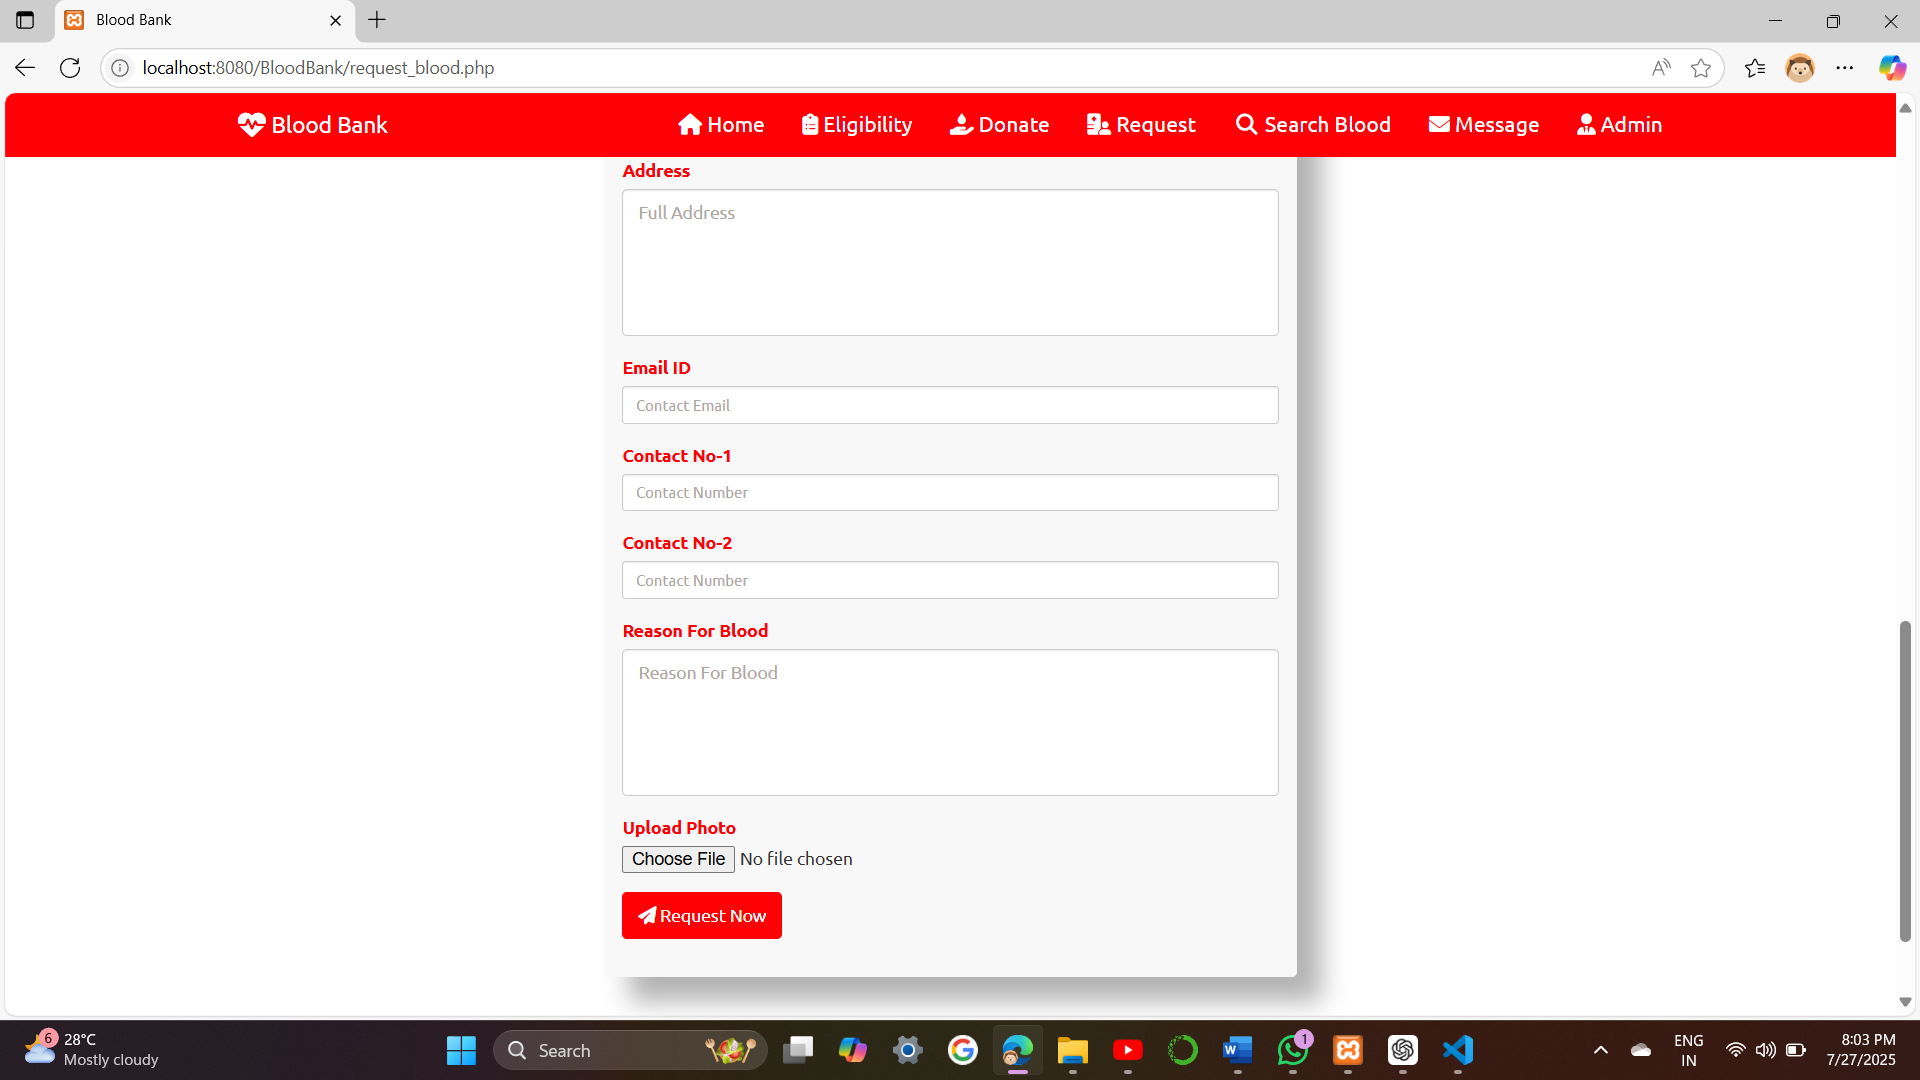 Blood Bank
localhost:8080/BloodBank/request_blood.php
Blood Bank
Home
Eligibility
Donate
Request
Search Blood
Message
Admin
Address
Full Address
Email ID
Contact Email
Contact No-1
Contact Number
Contact No-2
Contact Number
Reason For Blood
Reason For Blood
Upload Photo
Choose File No file chosen
Request Now
6
28°C
Mostly cloudy
Search
1
ENG
IN
8:03 PM
7/27/2025